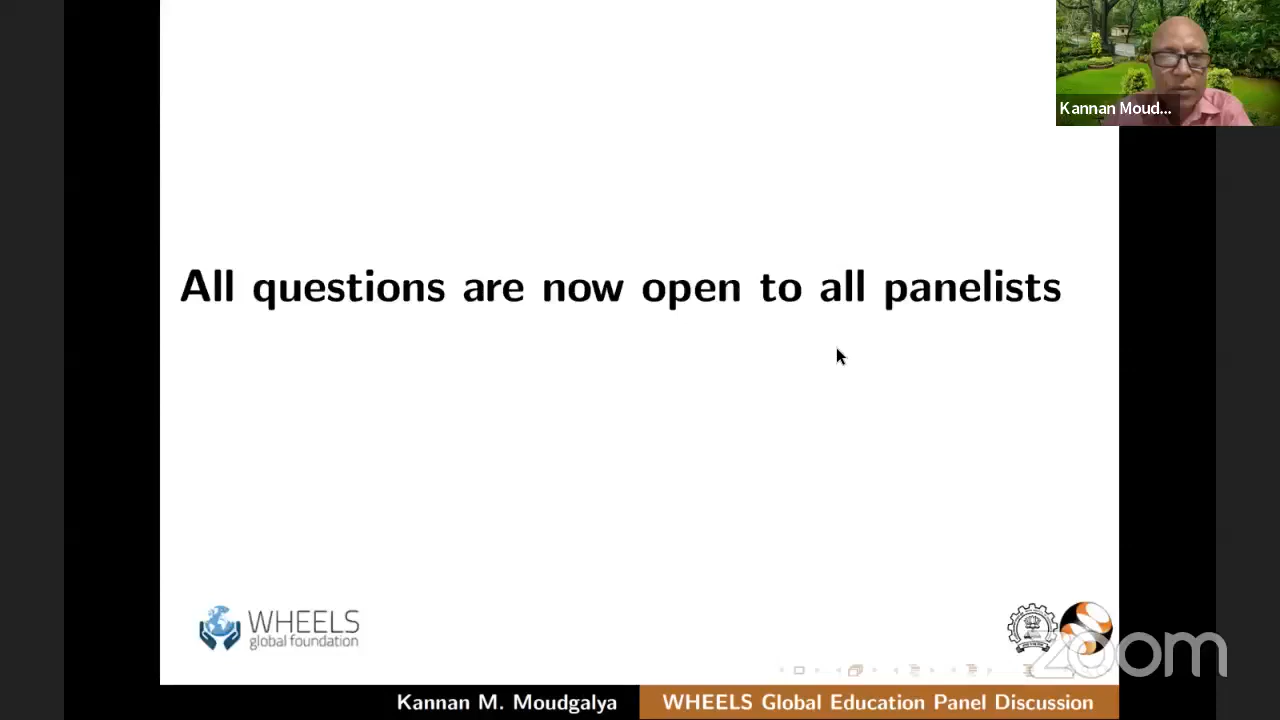 Kannan Moud...
All questions are now open to all panelists
WHEELS
global foundation
zoom
Kannan M. Moudgalya
WHEELS Global Education Panel Discussion